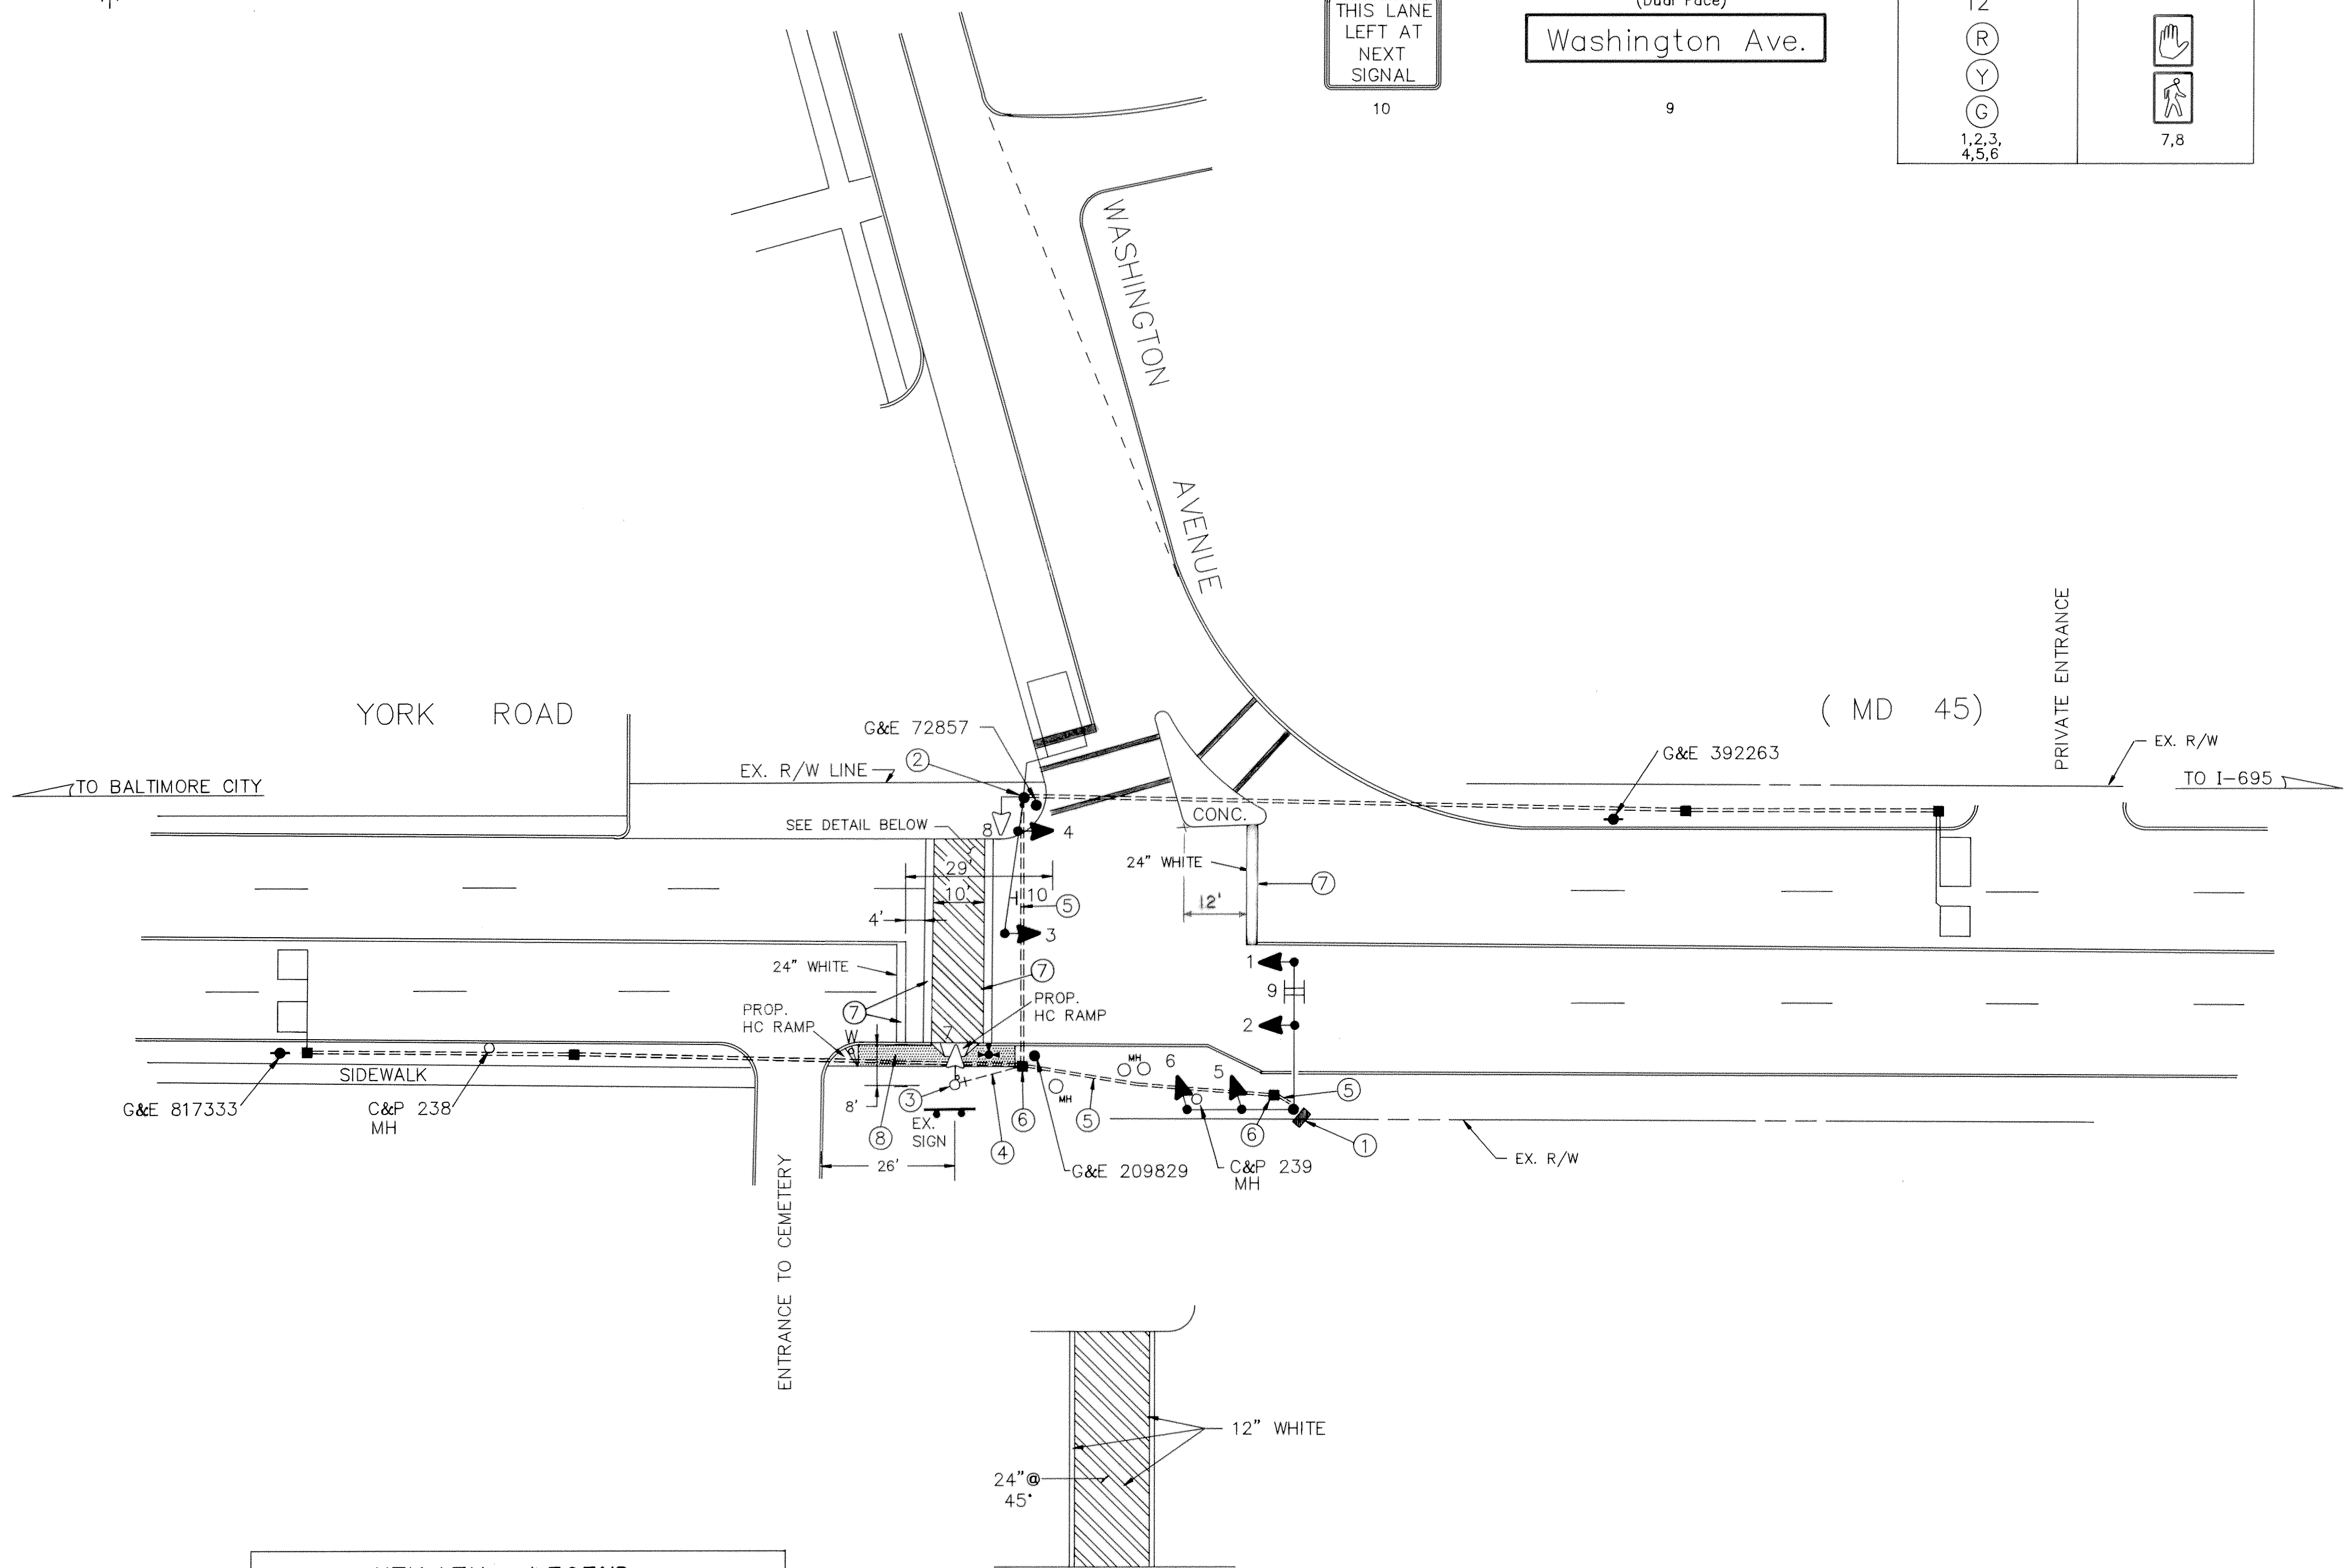 (Dual Face)
THIS LANE
LEFT AT
NEXT
SIGNAL
10
Washington Ave.
9
12
R
Y
G
1,2,3,
4,5,6
7,8
WASHINGTON
AVENUE
YORK ROAD
( MD 45)
PRIVATE ENTRANCE
G&E 72857
2
G&E 392263
EX. R/W
EX. R/W LINE
TO BALTIMORE CITY
TO I-695
SEE DETAIL BELOW
8
4
CONC.
29'
24" WHITE
7
10'
10
5
12'
4'
3
24" WHITE
7
1
9
PROP.
HC RAMP
7
PROP.
HC RAMP
2
W
7
8
SIDEWALK
MH
6
5
G&E 817333
C&P 238
MH
8'
3
MH
5
5
EX.
SIGN
6
8
4
6
1
26'
G&E 209829
C&P 239
MH
EX. R/W
ENTRANCE TO CEMETERY
12" WHITE
24"@
45°